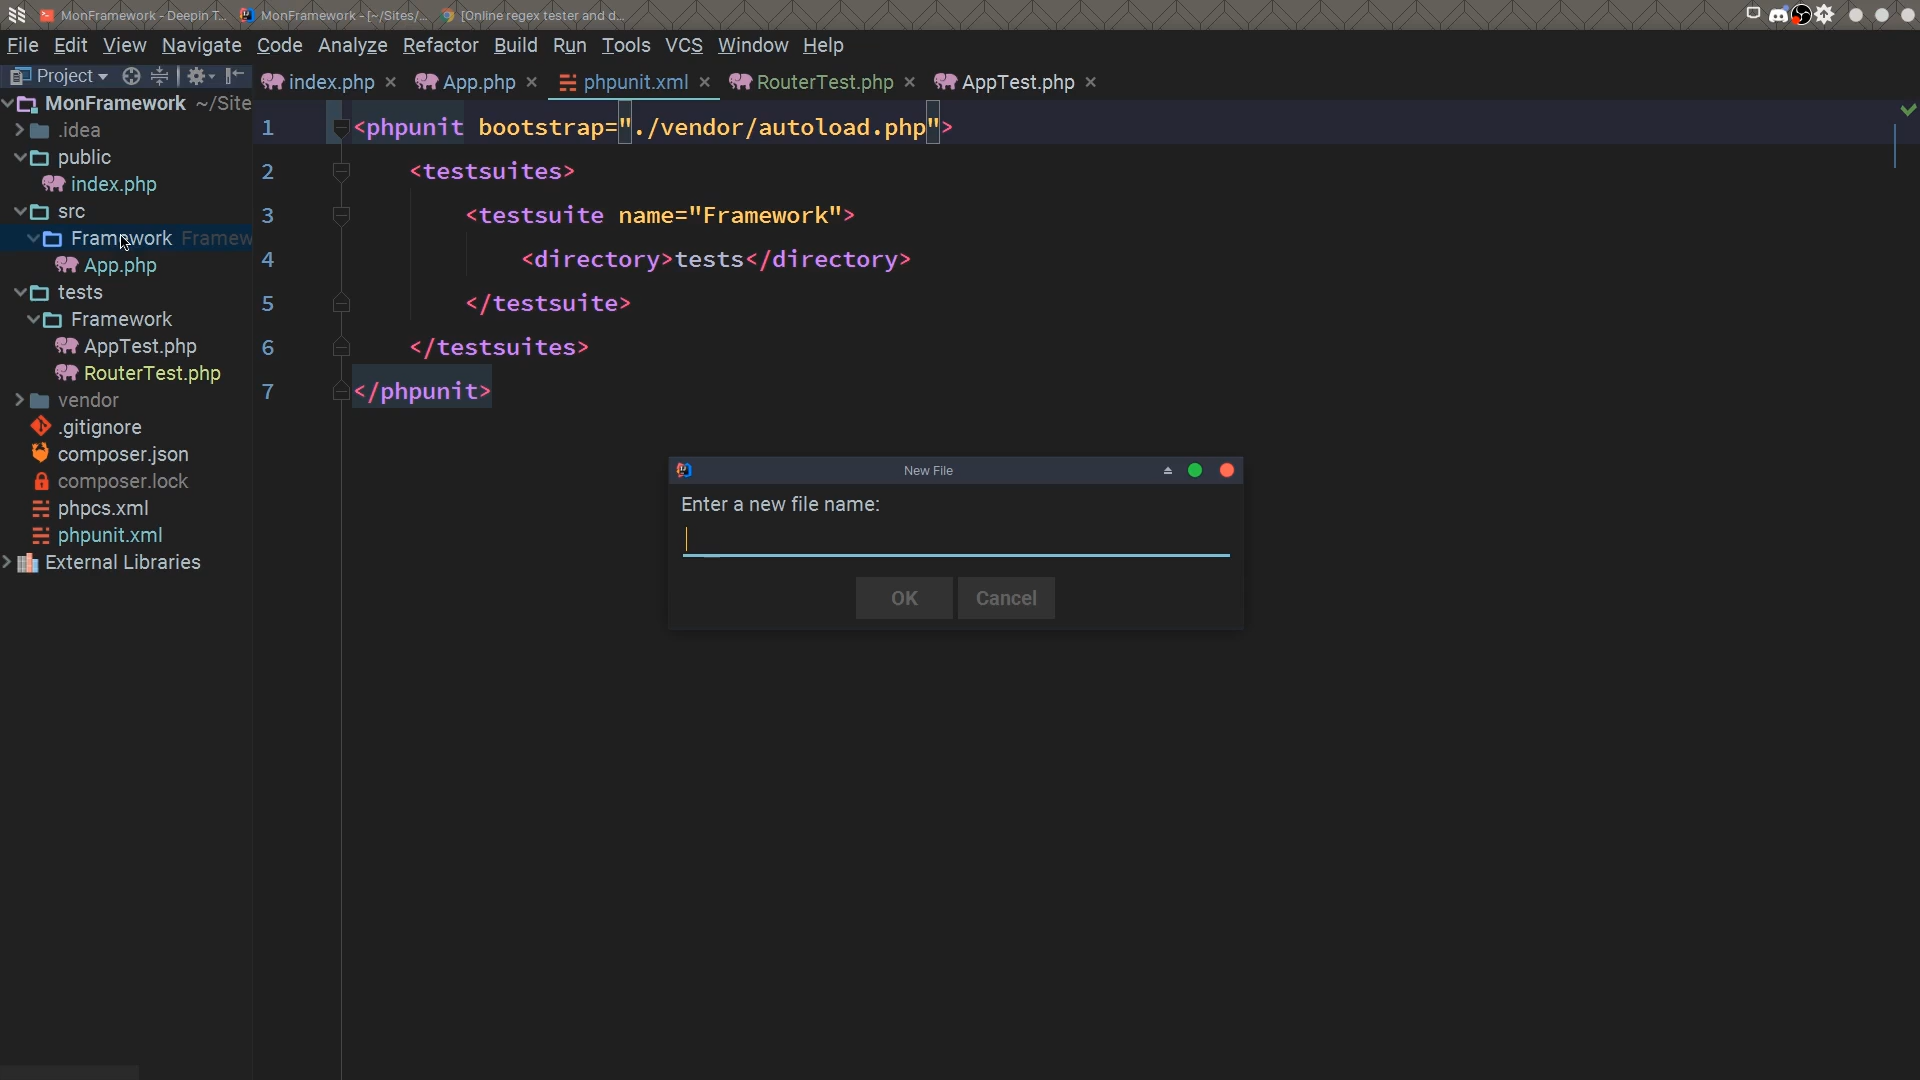 MonFramework - Deepin T... MonFramework - [~/Sites/... [Online regex tester and d...
File Edit View Navigate Code Analyze Refactor Build Run Tools VCS Window Help
Project index.php App.php phpunit.xml RouterTest.php AppTest.php
MonFramework ~/Site
.idea
public
index.php
src
Framework Framew
App.php
tests
Framework
AppTest.php
RouterTest.php
vendor
.gitignore
composer.json
composer.lock
phpcs.xml
phpunit.xml
External Libraries
1 <phpunit bootstrap="./vendor/autoload.php">
2 <testsuites>
3 <testsuite name="Framework">
4 <directory>tests</directory>
5 </testsuite>
6 </testsuites>
7 </phpunit>
New File
Enter a new file name:
OK Cancel